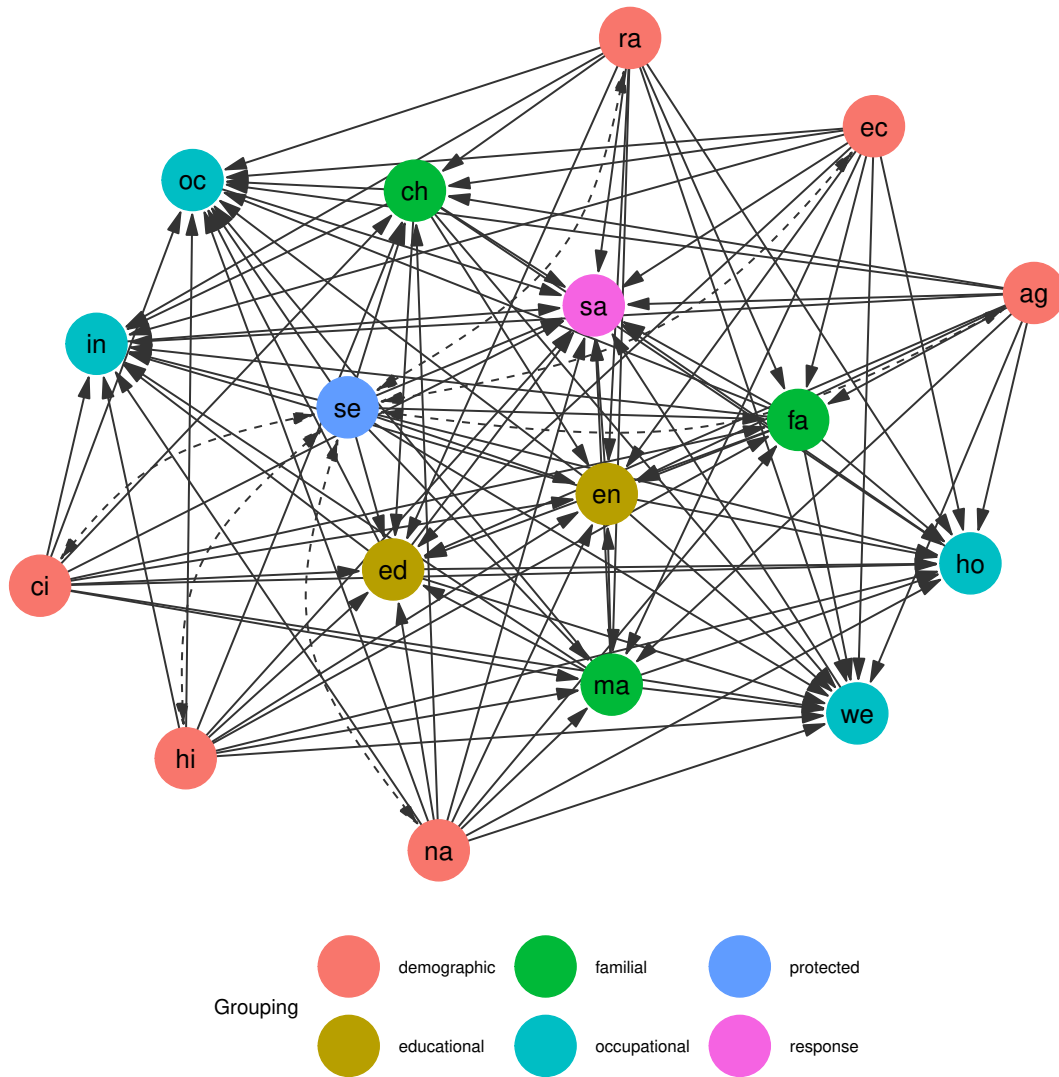 ra
ec
oc
ch
ag
sa
in
se
fa
en
ed
ho
ci
ma
we
hi
na
demographic
familial
protected
Grouping
educational
occupational
response